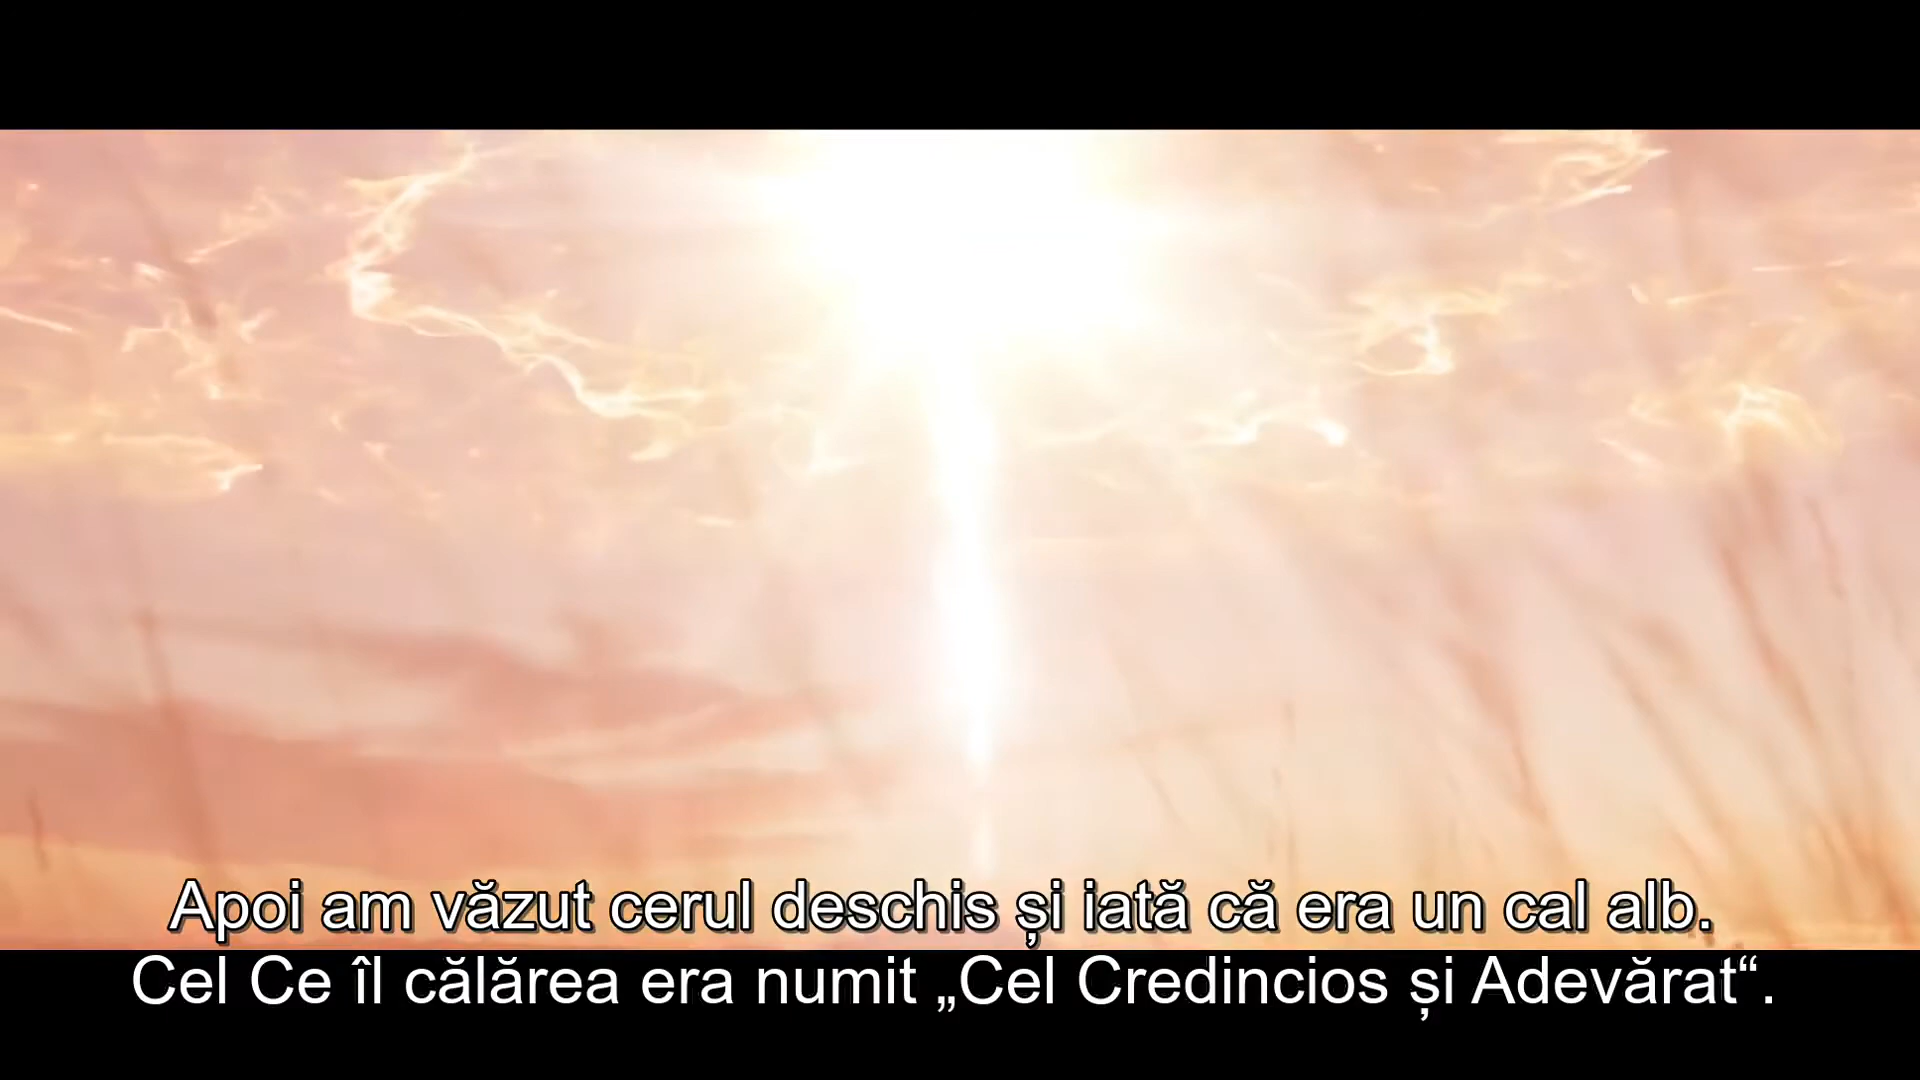 Apoi am văzut cerul deschis și iată că era un cal alb.
Cel Ce îl călărea era numit „Cel Credincios și Adevărat“.